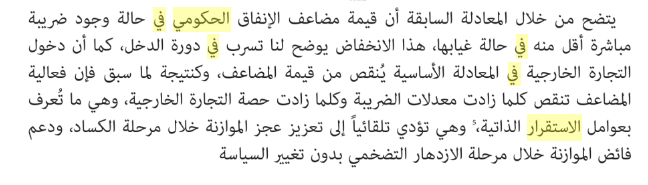 يتضح من خلال المعادلة السابقة أن قيمة مضاعف الإنفاق الحكومي في حالة وجود ضريبة
مباشرة أقل منه في حالة غيابها، هذا الانخفاض يوضح لنا تسرب في دورة الدخل، كما أن دخول
التجارة الخارجية في المعادلة الأساسية يُنقص من قيمة المضاعف، وكنتيجة لما سبق فإن فعالية
المضاعف تنقص كلما زادت معدلات الضريبة وكلما زادت حصة التجارة الخارجية، وهي ما تُعرف
بعوامل الاستقرار الذاتية،⁵ وهي تؤدي تلقائياً إلى تعزيز عجز الموازنة خلال مرحلة الكساد، ودعم
فائض الموازنة خلال مرحلة الازدهار التضخمي بدون تغيير السياسة